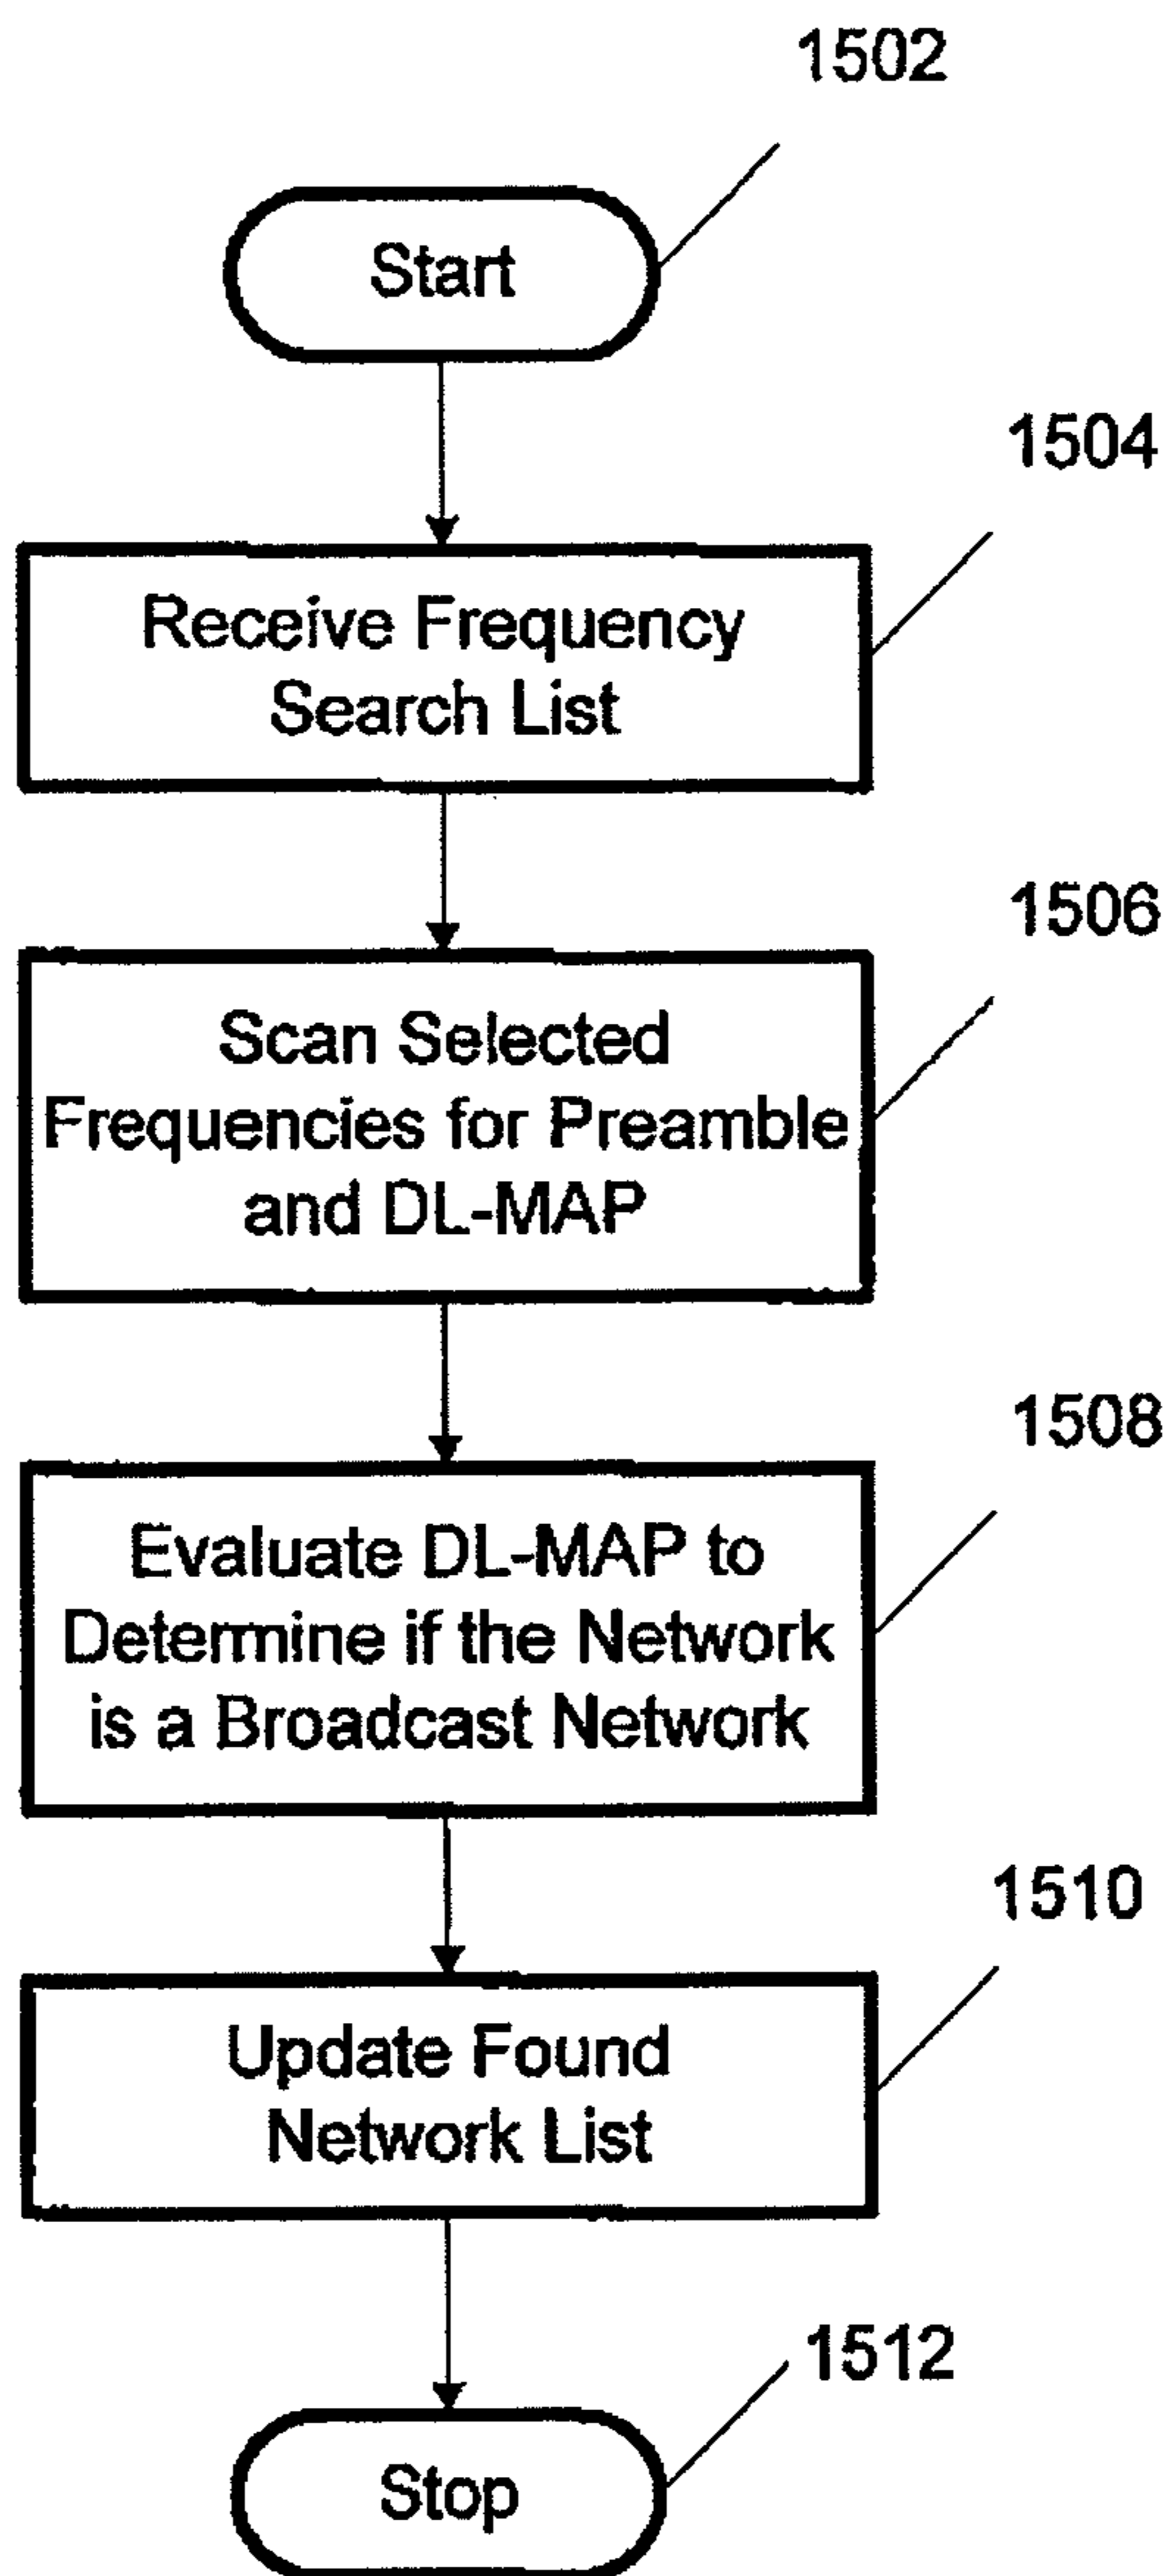 1502
Start
1504
Receive Frequency
Search List
1506
Scan Selected
Frequencies for Preamble
and DL-MAP
1508
Evaluate DL-MAP to
Determine if the Network
is a Broadcast Network
1510
Update Found
Network List
1512
Stop